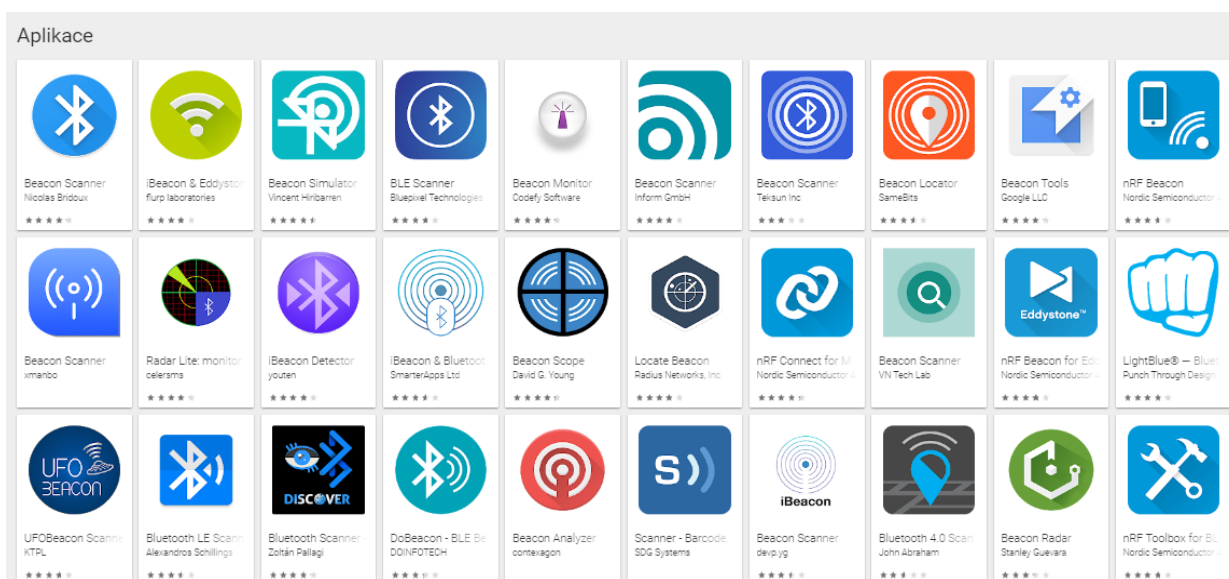 Aplikace
Beacon Scanner
Nicolas Bridoux
iBeacon & Eddystor
flurp laboratories
Beacon Simulator
Vincent Hiribarren
BLE Scanner
Bluepixel Technologies
Beacon Monitor
Codefy Software
Beacon Scanner
Inform GmbH
Beacon Scanner
Teksun Inc
Beacon Locator
SameBits
Beacon Tools
Google LLC
nRF Beacon
Nordic Semiconductor
Beacon Scanner
xmanbo
Radar Lite: monitor
celersms
iBeacon Detector
youten
iBeacon & Bluetoot
SmarterApps Ltd
Beacon Scope
David G. Young
Locate Beacon
Radius Networks, Inc.
nRF Connect for M
Nordic Semiconductor A
Beacon Scanner
VN Tech Lab
Eddystone™
nRF Beacon for Edd
Nordic Semiconductor
LightBlue® — Blue
Punch Through Design
UFO
BEACON
UFOBeacon Scanne
KTPL
Bluetooth LE Scann
Alexandros Schillings
DISCOVER
Bluetooth Scanner -
Zoltán Pallagi
DoBeacon - BLE Be
DOINFOTECH
Beacon Analyzer
contexagon
S
Scanner - Barcode,
SDG Systems
iBeacon
Beacon Scanner
devp.yg
Bluetooth 4.0 Scan
John Abraham
Beacon Radar
Stanley Guevara
nRF Toolbox for BL
Nordic Semiconductor